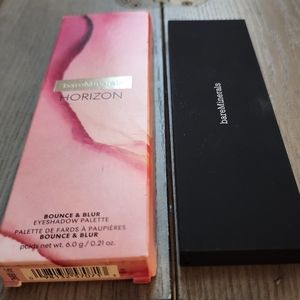 bareMinerals
HORIZON
BOUNCE & BLUR
EYESHADOW PALETTE
PALETTE DE FARDS À PAUPIÈRES
BOUNCE & BLUR
poids net wt. 6.0 g / 0.21 oz.
bareMinerals